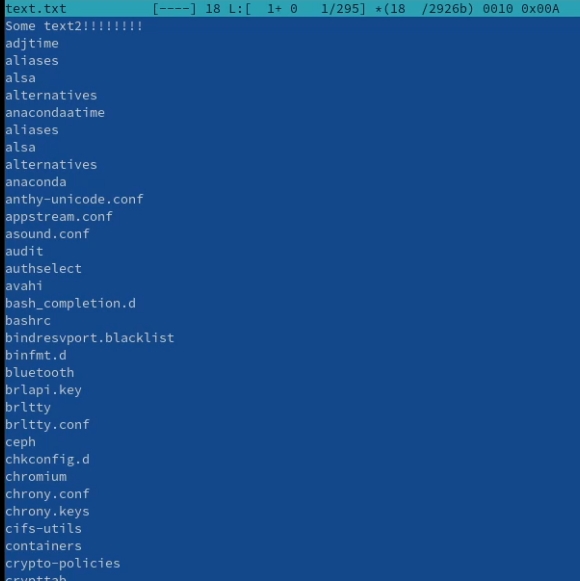 text.txt [----] 18 L:[ 1+ 0 1/295] *(18 /2926b) 0010 0x00A
Some text2!!!!!!!!
adjtime
aliases
alsa
alternatives
anacondaatime
aliases
alsa
alternatives
anaconda
anthy-unicode.conf
appstream.conf
asound.conf
audit
authselect
avahi
bash_completion.d
bashrc
bindresvport.blacklist
binfmt.d
bluetooth
brlapi.key
brltty
brltty.conf
ceph
chkconfig.d
chromium
chrony.conf
chrony.keys
cifs-utils
containers
crypto-policies
crypttab